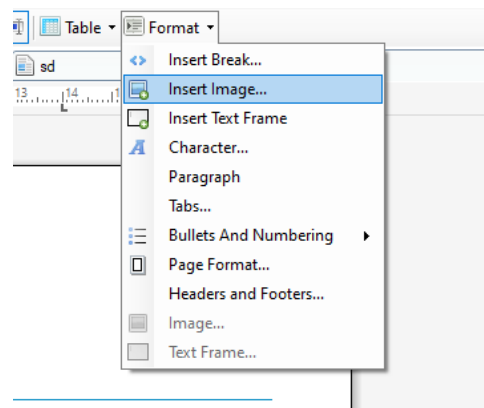 Table Format
Insert Break...
sd
Insert Image...
13 14 1
Insert Text Frame
A Character...
Paragraph
Tabs...
Bullets And Numbering
Page Format...
Headers and Footers...
Image...
Text Frame...